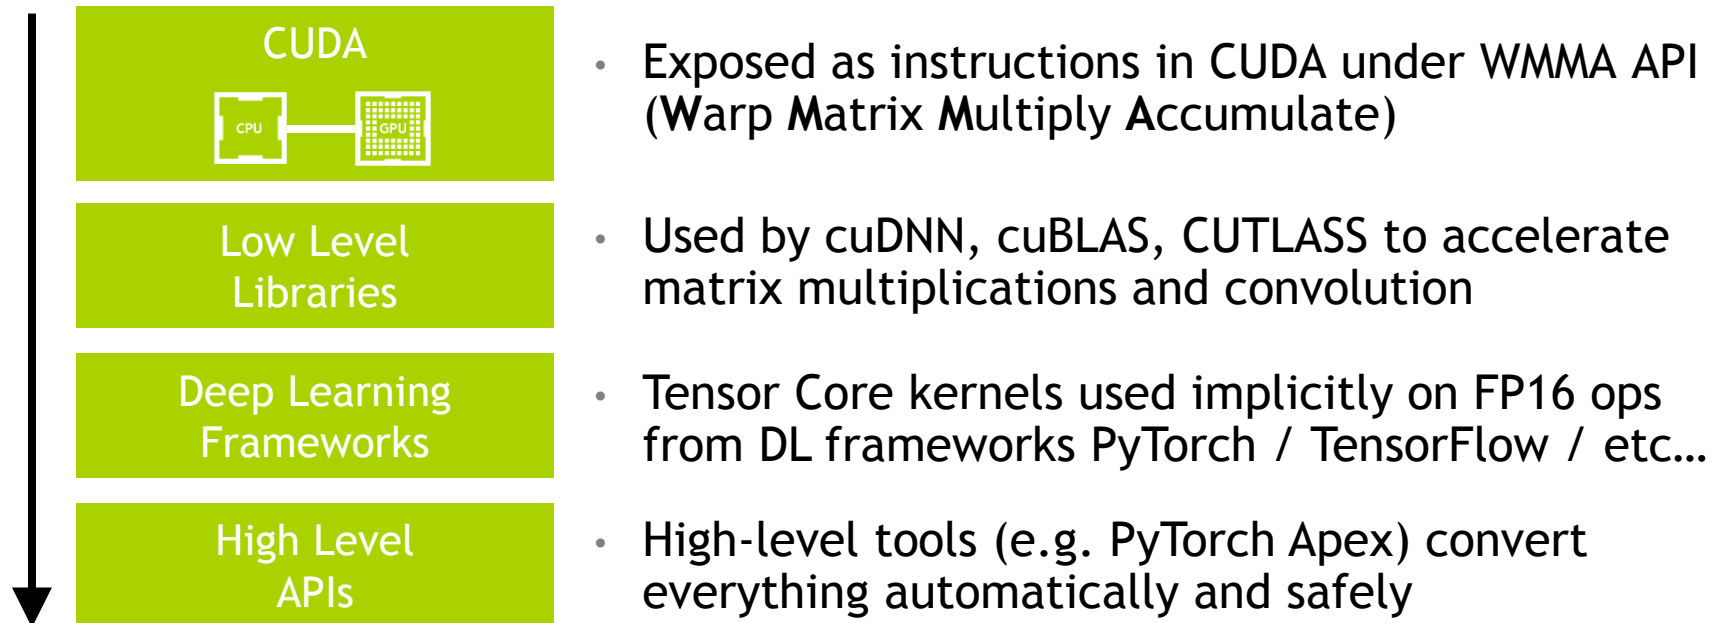 CUDA
CPU
GPU
• Exposed as instructions in CUDA under WMMA API
(Warp Matrix Multiply Accumulate)
Low Level
Libraries
• Used by cuDNN, cuBLAS, CUTLASS to accelerate
matrix multiplications and convolution
Deep Learning
Frameworks
• Tensor Core kernels used implicitly on FP16 ops
from DL frameworks PyTorch / TensorFlow / etc…
High Level
APIs
• High-level tools (e.g. PyTorch Apex) convert
everything automatically and safely